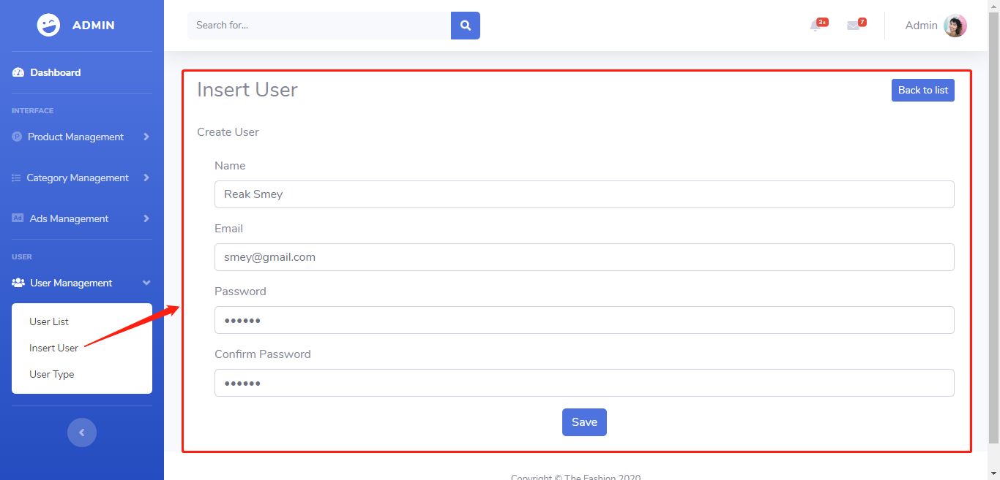 ADMIN
Search for...
3+
7
Admin
Dashboard
INTERFACE
P
Product Management
Category Management
Ad
Ads Management
USER
User Management
User List
Insert User
User Type
Insert User
Back to list
Create User
Name
Reak Smey
Email
smey@gmail.com
Password
••••••
Confirm Password
••••••
Save
Copyright © The Fashion 2020